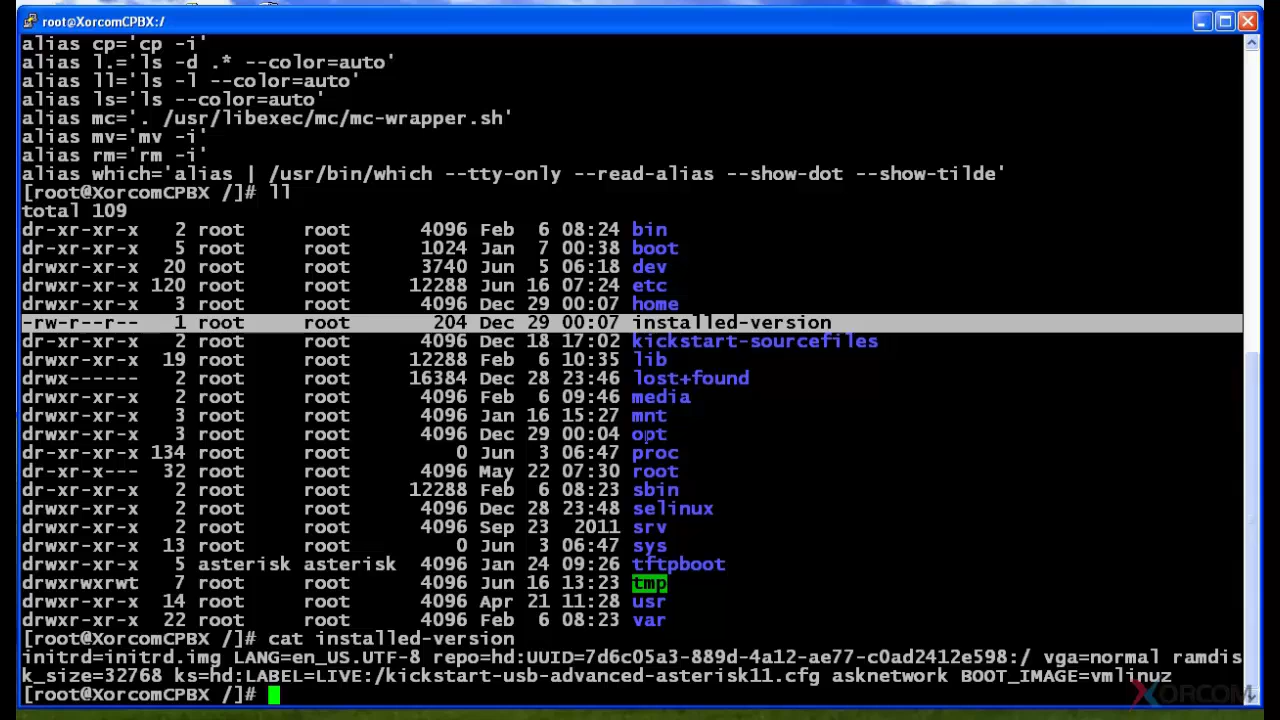 root@XorcomCPBX:/
alias cp='cp -i'
alias l.='ls -d .* --color=auto'
alias ll='ls -l --color=auto'
alias ls='ls --color=auto'
alias mc='. /usr/libexec/mc/mc-wrapper.sh'
alias mv='mv -i'
alias rm='rm -i'
alias which='alias | /usr/bin/which --tty-only --read-alias --show-dot --show-tilde'
[root@XorcomCPBX /]# ll
total 109
dr-xr-xr-x 2 root root 4096 Feb 6 08:24 bin
dr-xr-xr-x 5 root root 1024 Jan 7 00:38 boot
drwxr-xr-x 20 root root 3740 Jun 5 06:18 dev
drwxr-xr-x 120 root root 12288 Jun 16 07:24 etc
drwxr-xr-x 3 root root 4096 Dec 29 00:07 home
-rw-r--r-- 1 root root 204 Dec 29 00:07 installed-version
dr-xr-xr-x 2 root root 4096 Dec 18 17:02 kickstart-sourcefiles
dr-xr-xr-x 19 root root 12288 Feb 6 10:35 lib
drwx------ 2 root root 16384 Dec 28 23:46 lost+found
drwxr-xr-x 2 root root 4096 Feb 6 09:46 media
drwxr-xr-x 3 root root 4096 Jan 16 15:27 mnt
drwxr-xr-x 3 root root 4096 Dec 29 00:04 opt
dr-xr-xr-x 134 root root 0 Jun 3 06:47 proc
dr-xr-x--- 32 root root 4096 May 22 07:30 root
dr-xr-xr-x 2 root root 12288 Feb 6 08:23 sbin
drwxr-xr-x 2 root root 4096 Dec 28 23:48 selinux
drwxr-xr-x 2 root root 4096 Sep 23 2011 srv
drwxr-xr-x 13 root root 0 Jun 3 06:47 sys
drwxr-xr-x 5 asterisk asterisk 4096 Jan 24 09:26 tftpboot
drwxrwxrwt 7 root root 4096 Jun 16 13:23 tmp
drwxr-xr-x 14 root root 4096 Apr 21 11:28 usr
drwxr-xr-x 22 root root 4096 Feb 6 08:23 var
[root@XorcomCPBX /]# cat installed-version
initrd=initrd.img LANG=en_US.UTF-8 repo=hd:UUID=7d6c05a3-889d-4a12-ae77-c0ad2412e598:/ vga=normal ramdis
k_size=32768 ks=hd:LABEL=LIVE:/kickstart-usb-advanced-asterisk11.cfg asknetwork BOOT_IMAGE=vmlinuz
[root@XorcomCPBX /]#
XORCOM